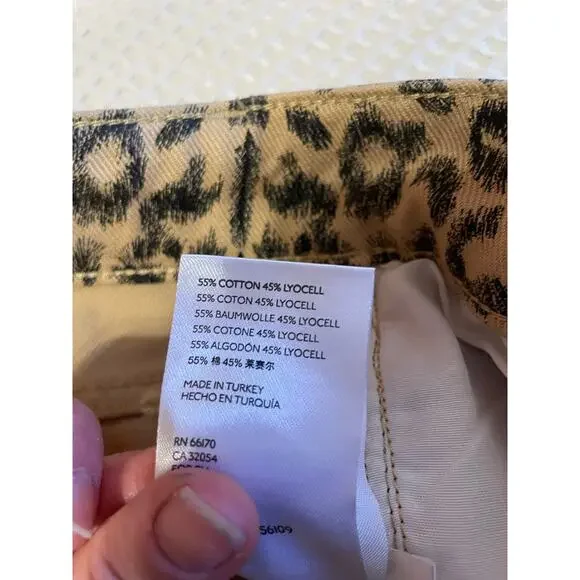 55% COTTON 45% LYOCELL
55% COTON 45% LYOCELL
55% BAUMWOLLE 45% LYOCELL
55% COTONE 45% LYOCELL
55% ALGODÓN 45% LYOCELL
55% 棉 45% 莱赛尔
MADE IN TURKEY
HECHO EN TURQUÍA
RN 66170
CA 32054
56109